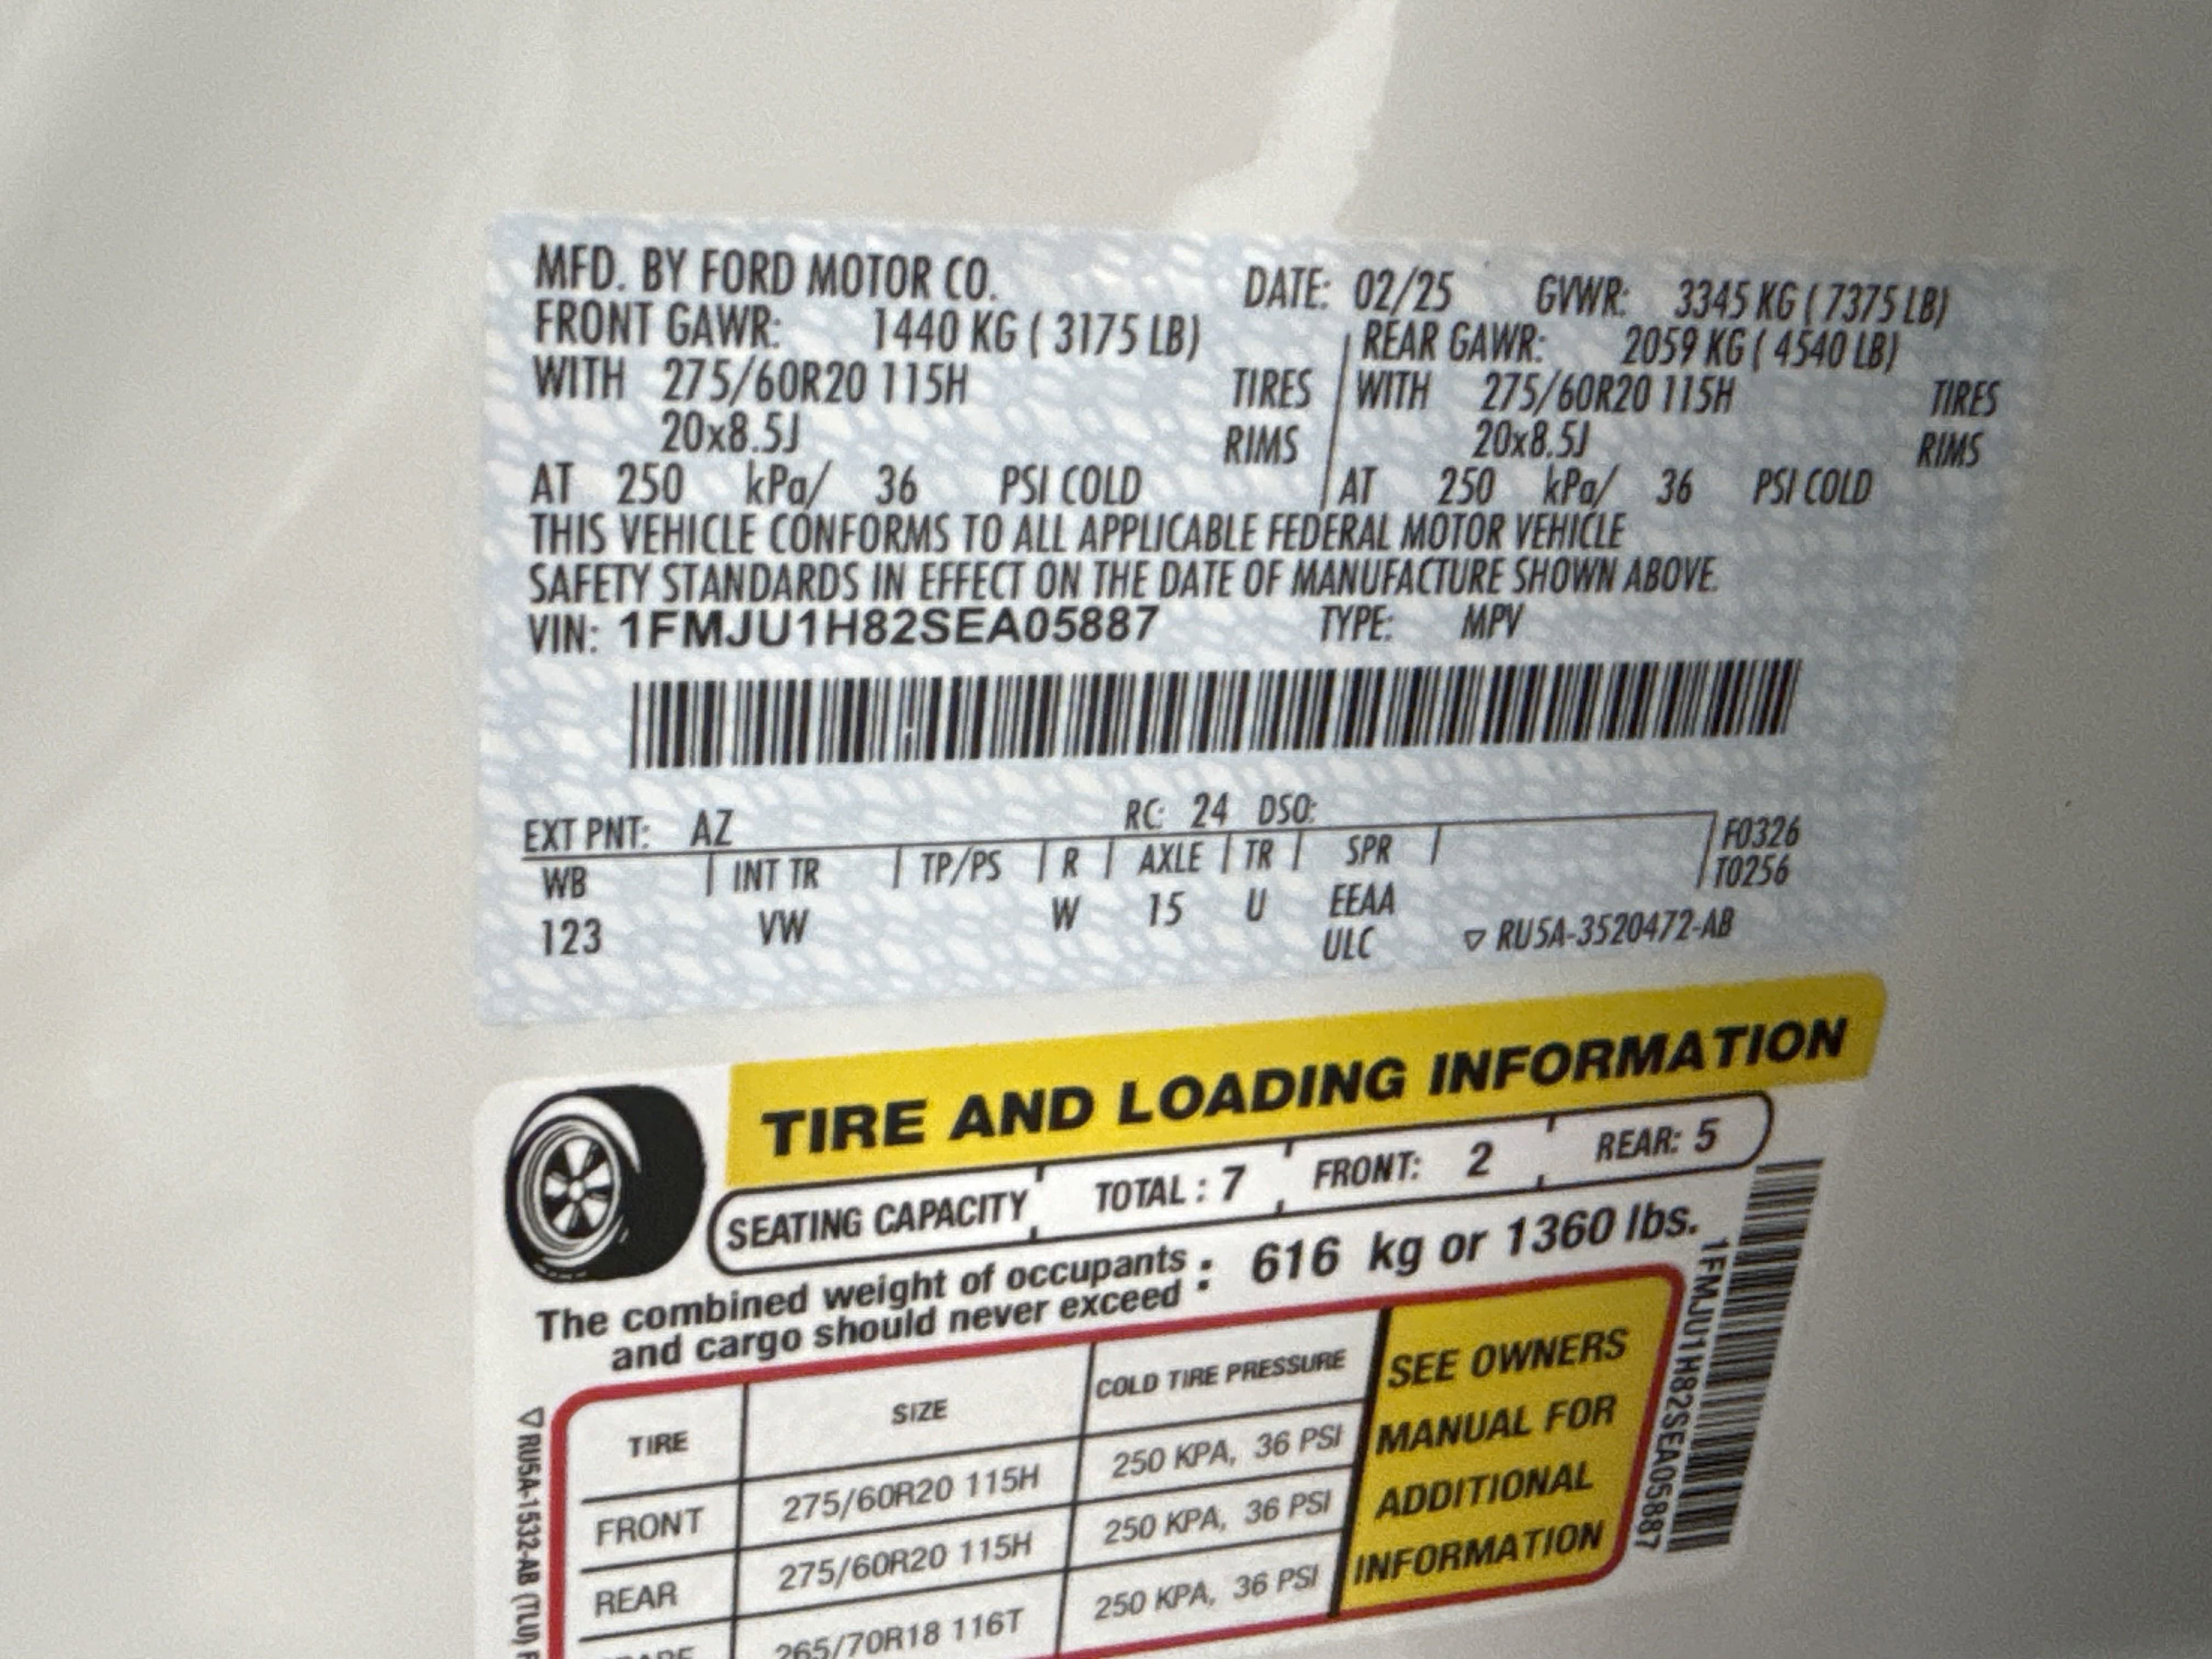 MFD. BY FORD MOTOR CO. DATE: 02/25 GVWR: 3345 KG ( 7375 LB)
FRONT GAWR: 1440 KG ( 3175 LB) REAR GAWR: 2059 KG ( 4540 LB)
WITH 275/60R20 115H TIRES WITH 275/60R20 115H TIRES
20x8.5J RIMS 20x8.5J RIMS
AT 250 kPa/ 36 PSI COLD AT 250 kPa/ 36 PSI COLD
THIS VEHICLE CONFORMS TO ALL APPLICABLE FEDERAL MOTOR VEHICLE
SAFETY STANDARDS IN EFFECT ON THE DATE OF MANUFACTURE SHOWN ABOVE.
VIN: 1FMJU1H82SEA05887 TYPE: MPV
EXT PNT: AZ RC: 24 DSO: F0326
WB INT TR TP/PS R AXLE TR SPR T0256
123 VW W 15 U EEAA
ULC RU5A-3520472-AB
TIRE AND LOADING INFORMATION
SEATING CAPACITY TOTAL : 7 FRONT: 2 REAR: 5
The combined weight of occupants
and cargo should never exceed : 616 kg or 1360 lbs.
TIRE SIZE COLD TIRE PRESSURE
FRONT 275/60R20 115H 250 KPA, 36 PSI
REAR 275/60R20 115H 250 KPA, 36 PSI
265/70R18 116T 250 KPA, 36 PSI
SEE OWNERS
MANUAL FOR
ADDITIONAL
INFORMATION
1FMJU1H82SEA05887
RU5A-1532-AB (TLU)